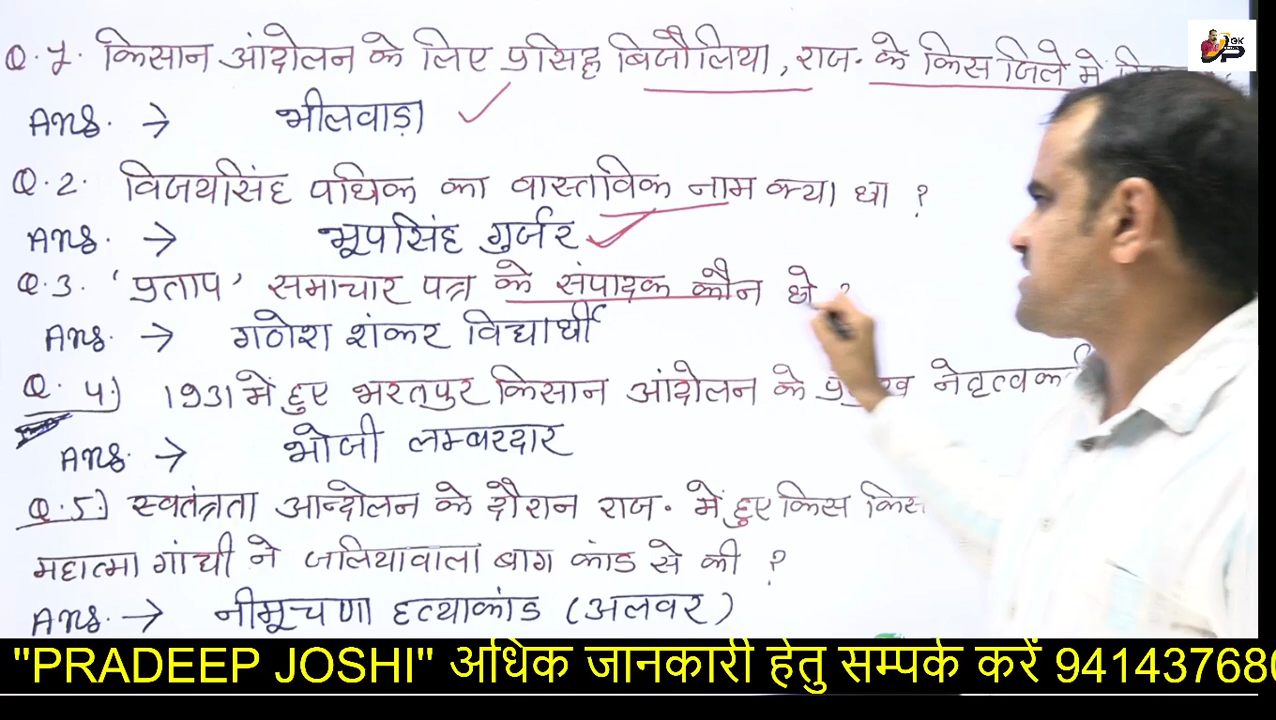 Q.1. किसान आंदोलन के लिए प्रसिद्ध बिजौलिया, राज. के किस जिले में
Ans. → भीलवाड़ा
Q.2. विजयसिंह पथिक का वास्तविक नाम क्या था ?
Ans. → भूपसिंह गुर्जर
Q.3. 'प्रताप' समाचार पत्र के संपादक कौन थे ?
Ans. → गणेश शंकर विद्यार्थी
Q. 4.) 1931 में हुए भरतपुर किसान आंदोलन के प्रमुख
Ans. → भोजी लम्बरदार
Q.5.) स्वतंत्रता आन्दोलन के दौरान राज. में हुए किस
महात्मा गांधी ने जलियावाला बाग कांड से की ?
Ans. → नीमूचणा हत्याकांड (अलवर)
"PRADEEP JOSHI" अधिक जानकारी हेतु सम्पर्क करें 941437680